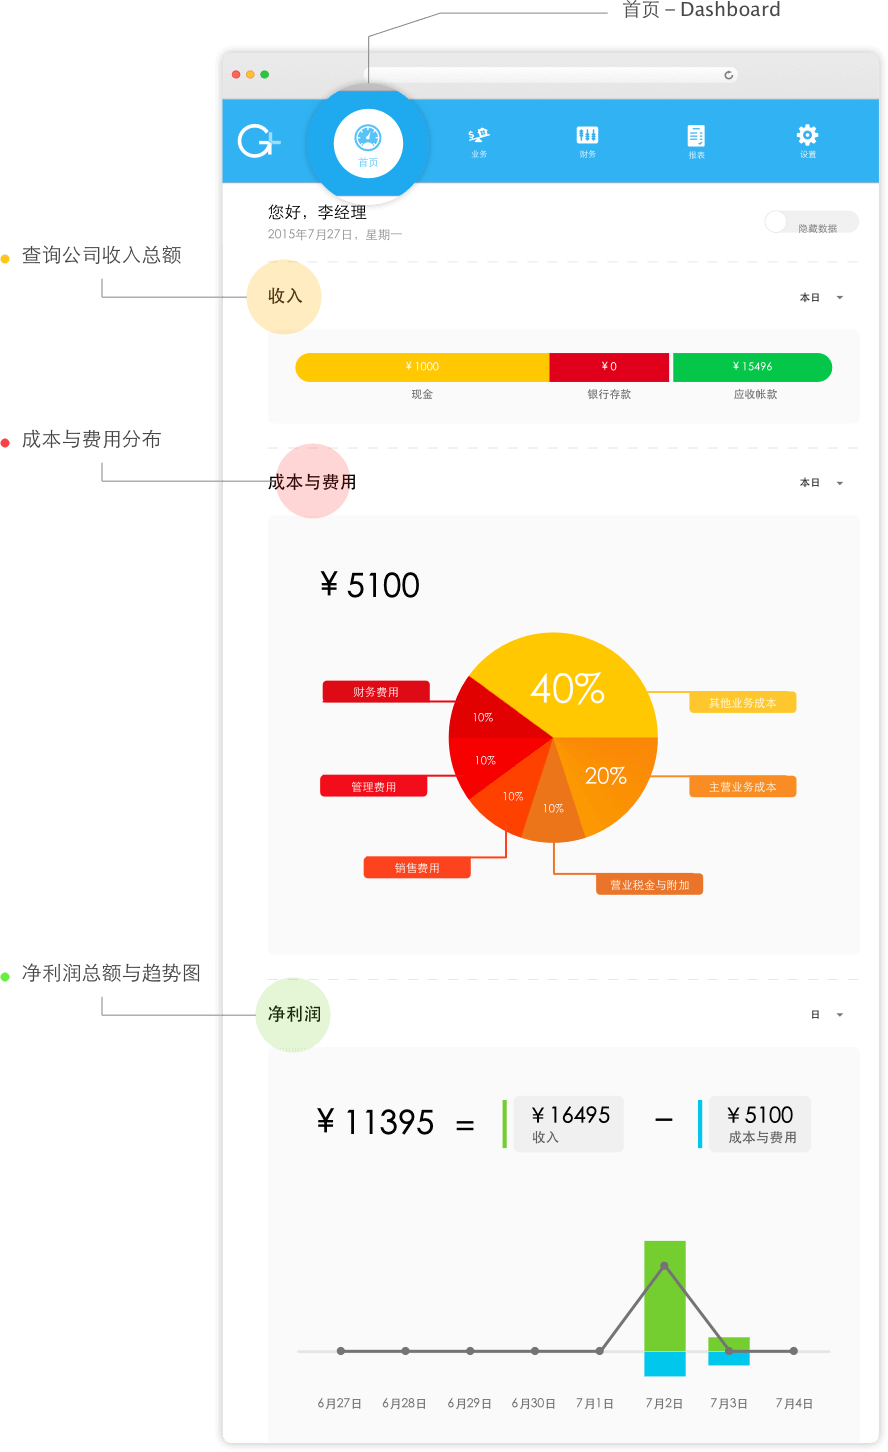 首页 – Dashboard
首页
业务
财务
报表
设置
您好，李经理
2015年7月27日，星期一
隐藏数据
查询公司收入总额
收入
本日
¥ 1000
¥ 0
¥ 15496
现金
银行存款
应收帐款
成本与费用分布
成本与费用
本日
¥ 5100
40%
财务费用
其他业务成本
10%
10%
20%
管理费用
主营业务成本
10%
10%
销售费用
营业税金与附加
净利润总额与趋势图
净利润
日
¥ 11395 = ¥ 16495 – ¥ 5100
收入
成本与费用
6月27日 6月28日 6月29日 6月30日 7月1日 7月2日 7月3日 7月4日